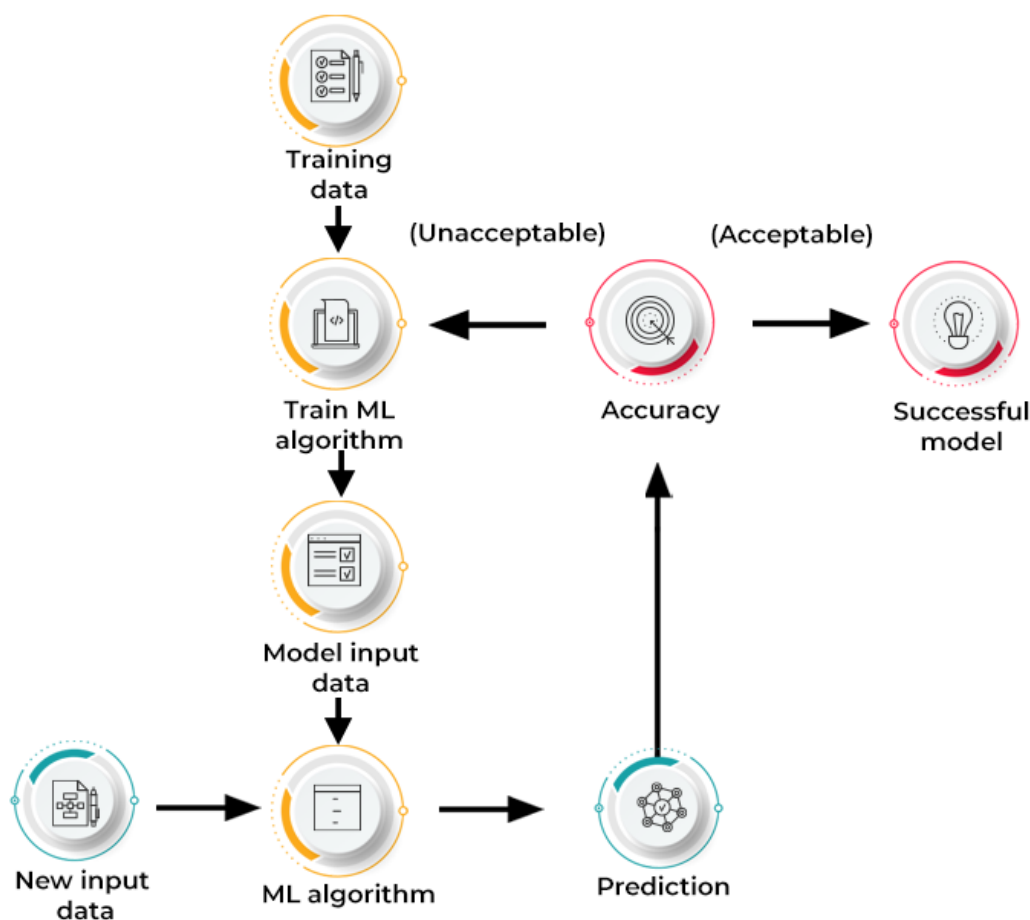 Training
data
(Unacceptable)
(Acceptable)
Train ML
algorithm
Accuracy
Successful
model
Model input
data
New input
data
ML algorithm
Prediction